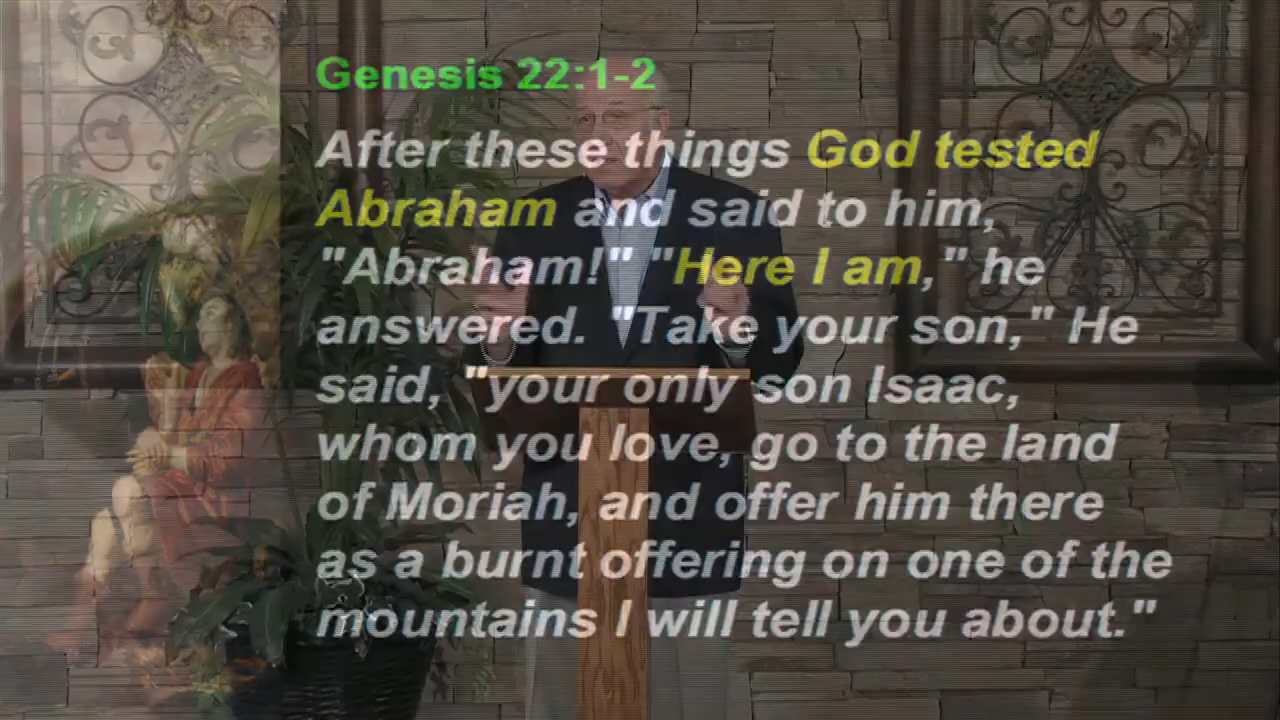 Genesis 22:1-2
After these things God tested
Abraham and said to him,
"Abraham!" "Here I am," he
answered. "Take your son," He
said, "your only son Isaac,
whom you love, go to the land
of Moriah, and offer him there
as a burnt offering on one of the
mountains I will tell you about."